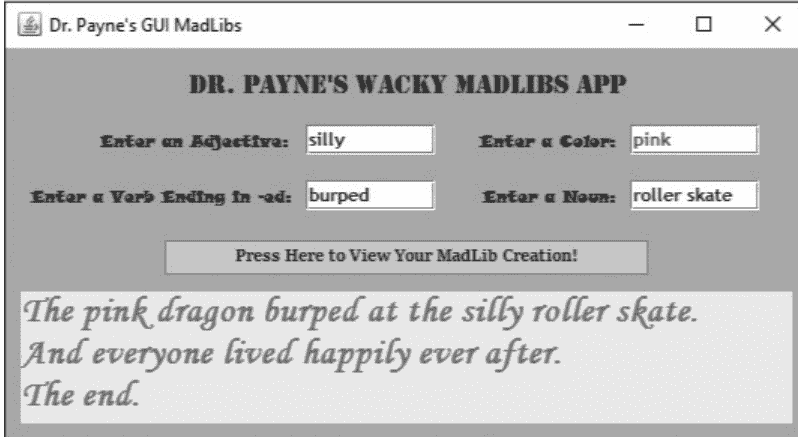 Dr. Payne's GUI MadLibs
DR. PAYNE'S WACKY MADLIBS APP
Enter an Adjective: silly Enter a Color: pink
Enter a Verb Ending in -ed: burped Enter a Noun: roller skate
Press Here to View Your MadLib Creation!
The pink dragon burped at the silly roller skate.
And everyone lived happily ever after.
The end.